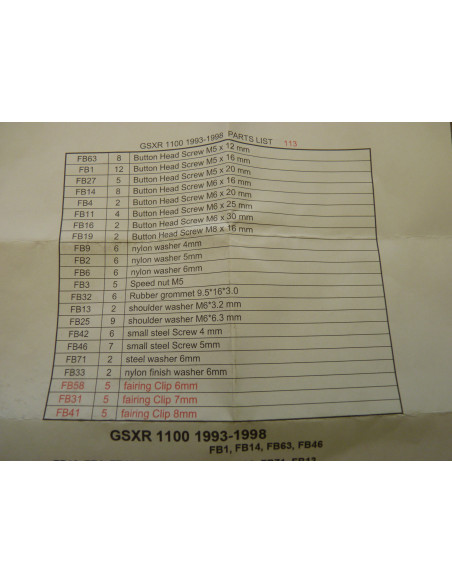 GSXR 1100 1993-1998 PARTS LIST 113
FB63 8 Button Head Screw M5 x 12 mm
FB1 12 Button Head Screw M5 x 16 mm
FB27 5 Button Head Screw M5 x 20 mm
FB14 8 Button Head Screw M6 x 16 mm
FB4 2 Button Head Screw M6 x 20 mm
FB11 4 Button Head Screw M6 x 25 mm
FB16 2 Button Head Screw M6 x 30 mm
FB19 2 Button Head Screw x 16 mm
FB9 6 nylon washer 4mm
FB2 6 nylon washer 5mm
FB6 6 nylon washer 6mm
FB3 5 Speed nut M5
FB32 6 Rubber grommet 9.5*16*3.0
FB13 2 shoulder washer M6*3.2 mm
FB25 9 shoulder washer M6*6.3 mm
FB42 6 small steel Screw 4 mm
FB46 7 small steel Screw 5mm
FB71 2 steel washer 6mm
FB33 2 nylon finish washer 6mm
FB58 5 fairing Clip 6mm
FB31 5 fairing Clip 7mm
FB41 5 fairing Clip 8mm
GSXR 1100 1993-1998
FB1, FB14, FB63, FB46